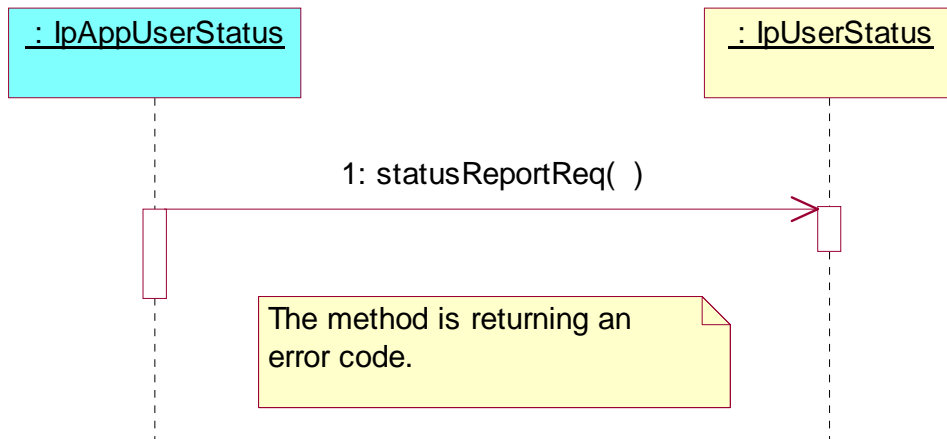 : IpAppUserStatus
: IpUserStatus
1: statusReportReq( )
The method is returning an
error code.